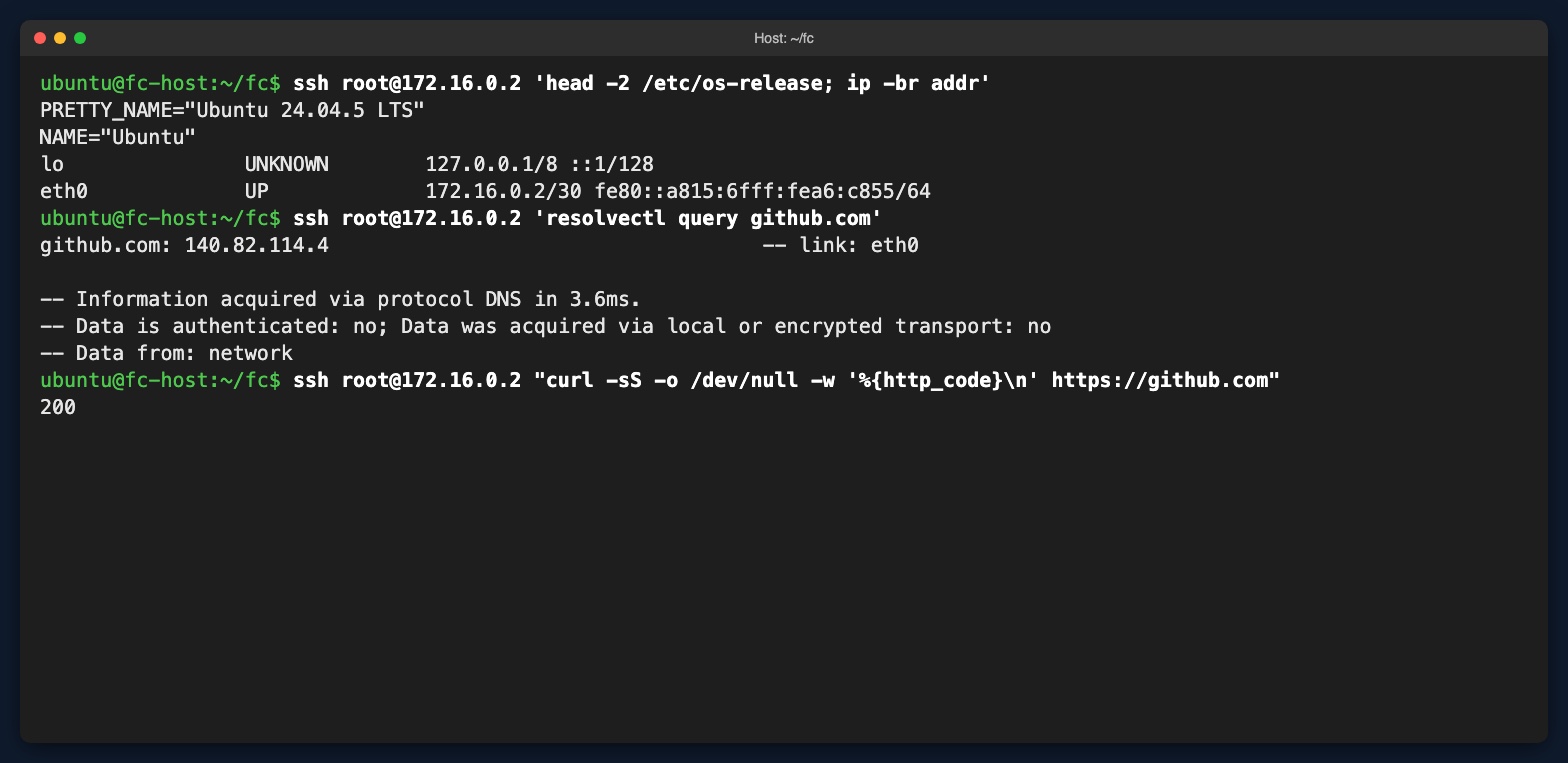 Host: ~/fc
ubuntu@fc-host:~/fc$ ssh root@172.16.0.2 'head -2 /etc/os-release; ip -br addr'
PRETTY_NAME="Ubuntu 24.04.5 LTS"
NAME="Ubuntu"
lo               UNKNOWN        127.0.0.1/8 ::1/128
eth0             UP             172.16.0.2/30 fe80::a815:6fff:fea6:c855/64
ubuntu@fc-host:~/fc$ ssh root@172.16.0.2 'resolvectl query github.com'
github.com: 140.82.114.4                                    -- link: eth0
-- Information acquired via protocol DNS in 3.6ms.
-- Data is authenticated: no; Data was acquired via local or encrypted transport: no
-- Data from: network
ubuntu@fc-host:~/fc$ ssh root@172.16.0.2 "curl -sS -o /dev/null -w '%{http_code}\n' https://github.com"
200